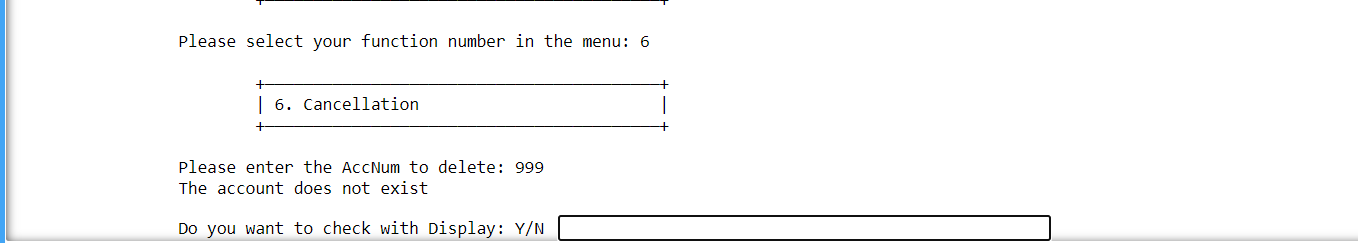 Please select your function number in the menu: 6
| 6. Cancellation |
Please enter the AccNum to delete: 999
The account does not exist
Do you want to check with Display: Y/N